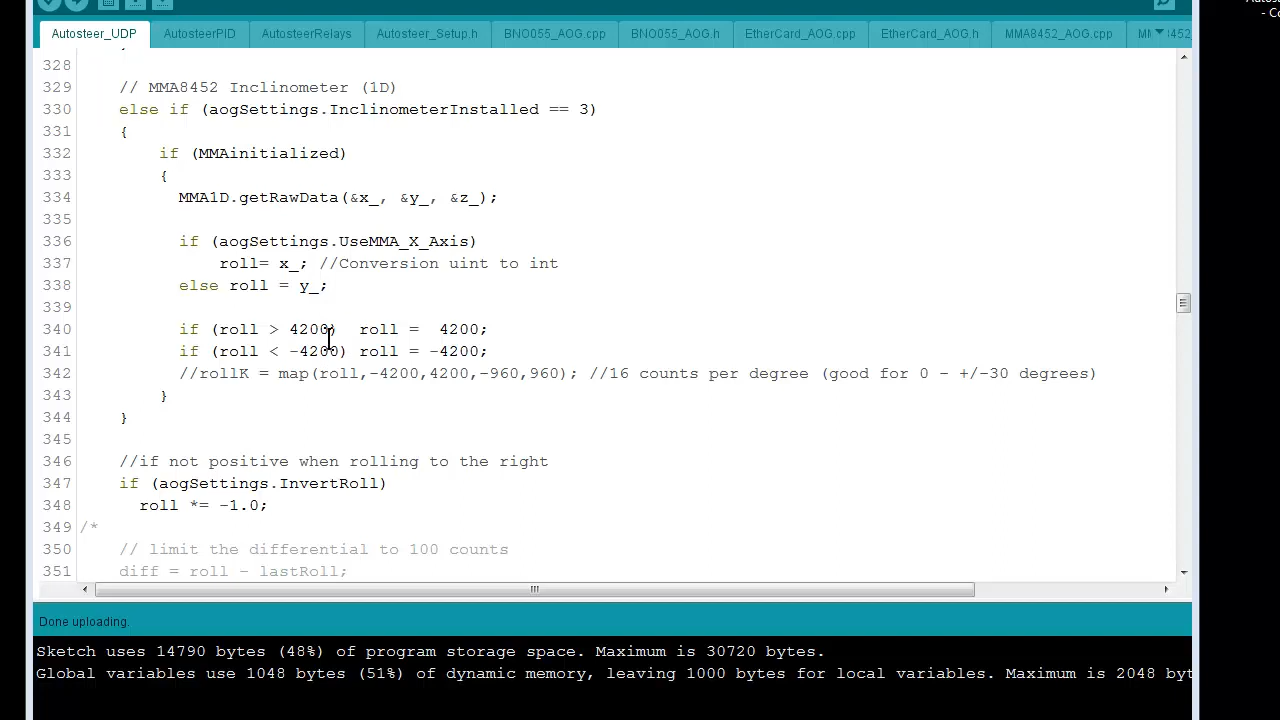 Autoste
- Co
Autosteer_UDP AutosteerPID AutosteerRelays Autosteer_Setup.h BNO055_AOG.cpp BNO055_AOG.h EtherCard_AOG.cpp EtherCard_AOG.h MMA8452_AOG.cpp
328
329 // MMA8452 Inclinometer (1D)
330 else if (aogSettings.InclinometerInstalled == 3)
331 {
332 if (MMAinitialized)
333 {
334 MMA1D.getRawData(&x_, &y_, &z_);
335
336 if (aogSettings.UseMMA_X_Axis)
337 roll= x_; //Conversion uint to int
338 else roll = y_;
339
340 if (roll > 4200) roll = 4200;
341 if (roll < -4200) roll = -4200;
342 //rollK = map(roll,-4200,4200,-960,960); //16 counts per degree (good for 0 - +/-30 degrees)
343 }
344 }
345
346 //if not positive when rolling to the right
347 if (aogSettings.InvertRoll)
348 roll *= -1.0;
349 /*
350 // limit the differential to 100 counts
351 diff = roll - lastRoll;
Done uploading.
Sketch uses 14790 bytes (48%) of program storage space. Maximum is 30720 bytes.
Global variables use 1048 bytes (51%) of dynamic memory, leaving 1000 bytes for local variables. Maximum is 2048 byt